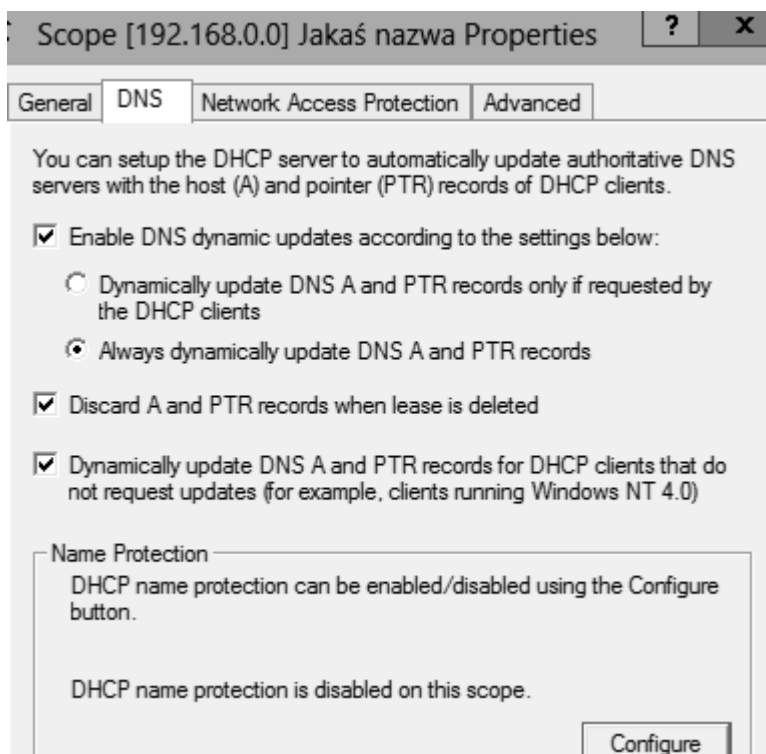 Scope [192.168.0.0] Jakaś nazwa Properties ? x
General DNS Network Access Protection Advanced
You can setup the DHCP server to automatically update authoritative DNS
servers with the host (A) and pointer (PTR) records of DHCP clients.
Enable DNS dynamic updates according to the settings below:
Dynamically update DNS A and PTR records only if requested by
the DHCP clients
Always dynamically update DNS A and PTR records
Discard A and PTR records when lease is deleted
Dynamically update DNS A and PTR records for DHCP clients that do
not request updates (for example, clients running Windows NT 4.0)
Name Protection
DHCP name protection can be enabled/disabled using the Configure
button.
DHCP name protection is disabled on this scope.
Configure